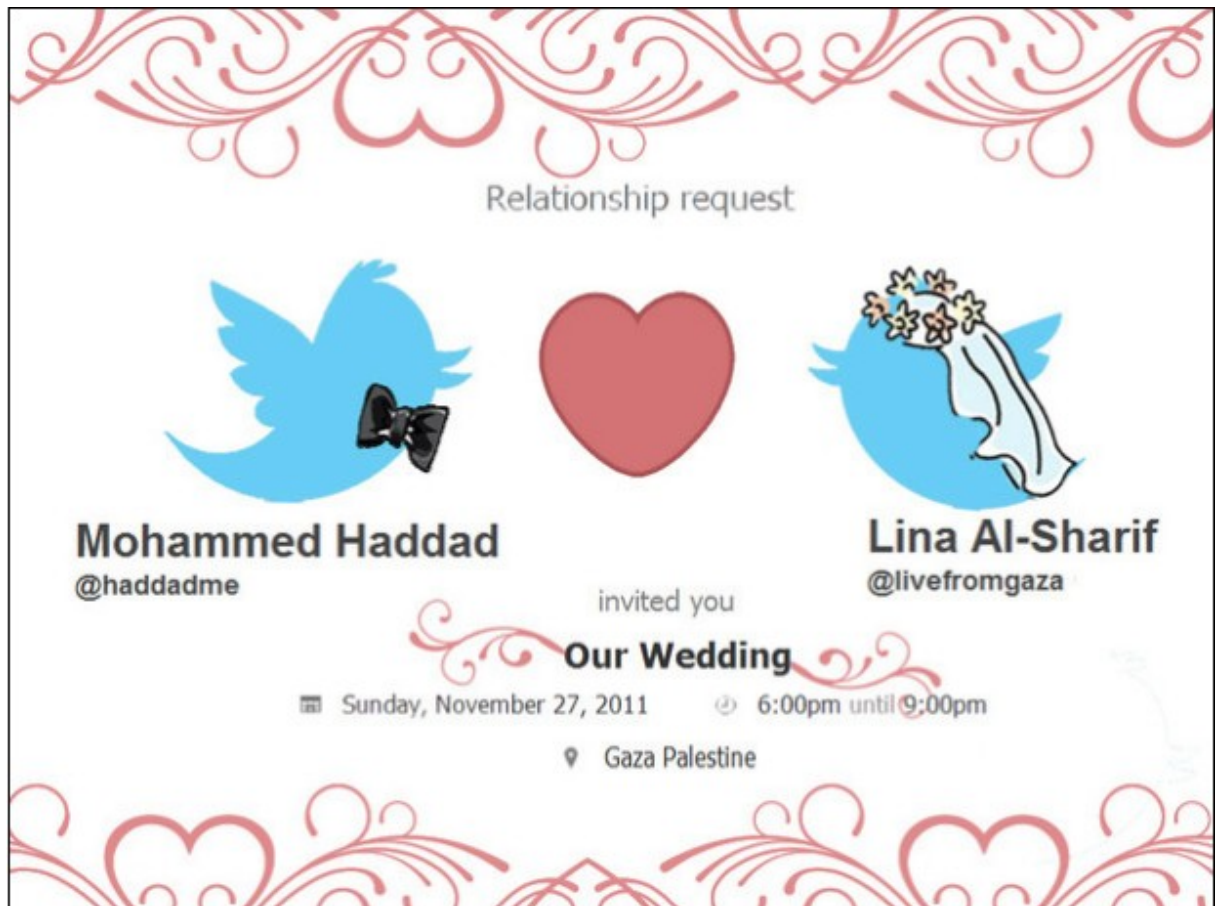 Relationship request
Mohammed Haddad
@haddadme
Lina Al-Sharif
@livefromgaza
invited you
Our Wedding
Sunday, November 27, 2011 6:00pm until 9:00pm
Gaza Palestine